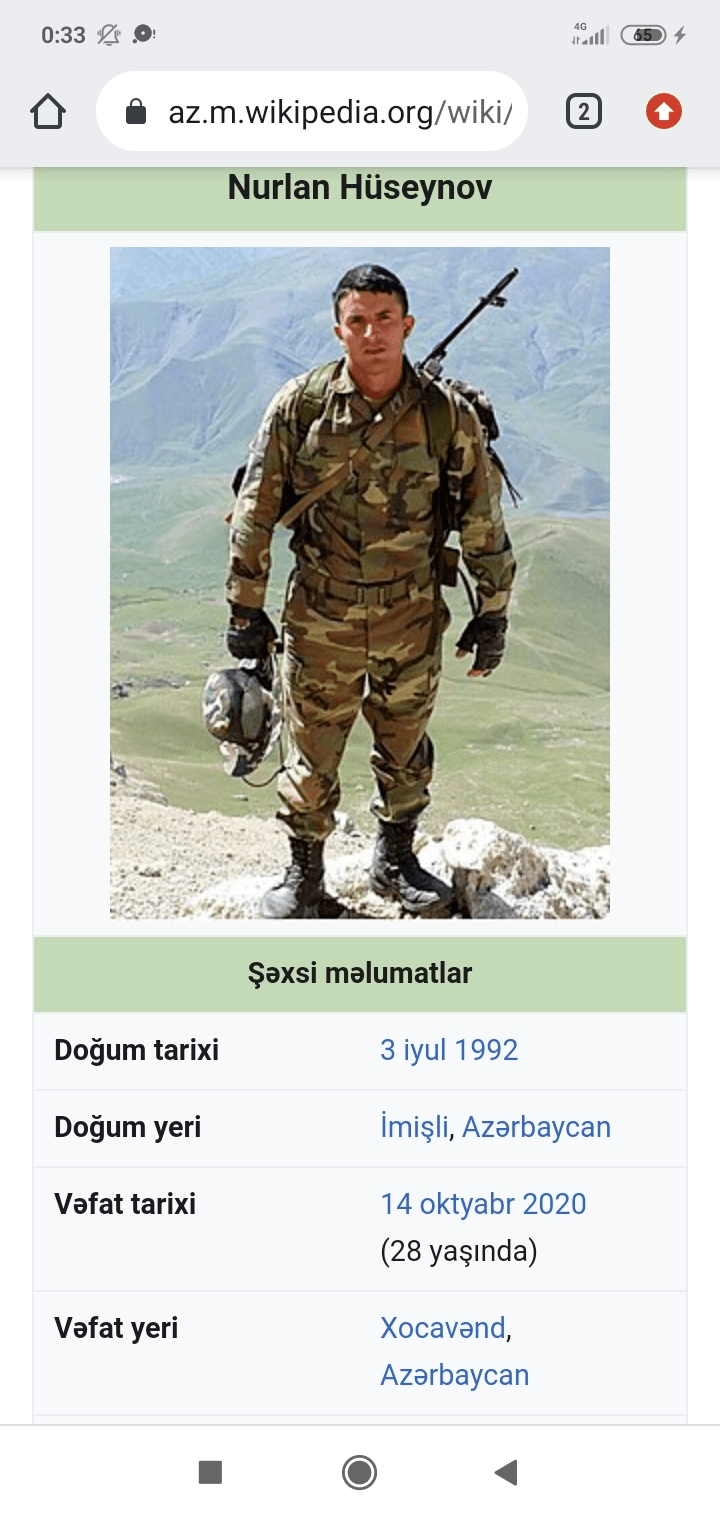 0:33
4G
65
az.m.wikipedia.org/wiki/
2
Nurlan Hüseynov
Şəxsi məlumatlar
Doğum tarixi 3 iyul 1992
Doğum yeri İmişli, Azərbaycan
Vəfat tarixi 14 oktyabr 2020
(28 yaşında)
Vəfat yeri Xocavənd,
Azərbaycan